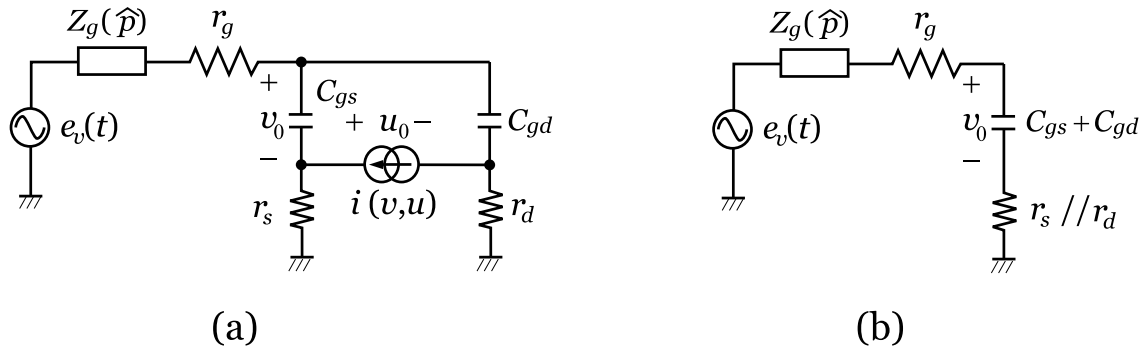 Z_g(p̂)
r_g
+
C_gs
v_0
−
e_v(t)
+ u_0 −
C_gd
i (v,u)
r_s
r_d
(a)
Z_g(p̂)
r_g
+
v_0
−
C_gs + C_gd
e_v(t)
r_s // r_d
(b)